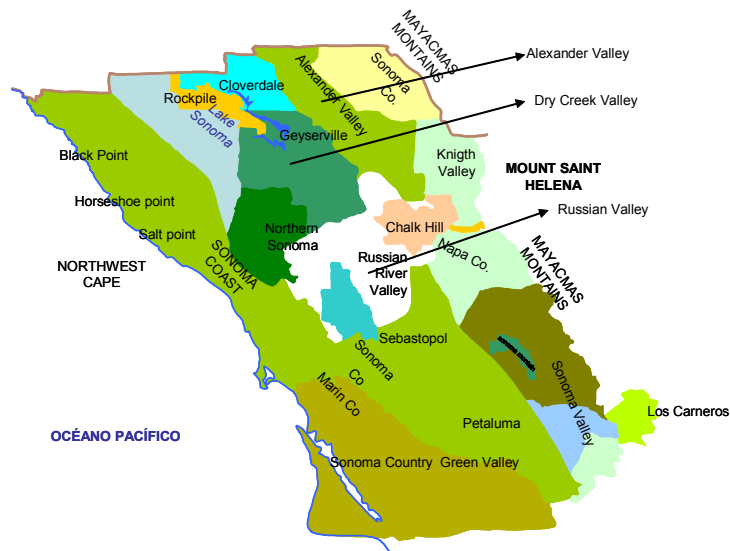 MAYACMAS
MONTAINS
Alexander Valley
Sonoma
Co.
Alexander Valley
Cloverdale
Rockpile
Dry Creek Valley
Lake
Sonoma
Geyserville
Black Point
Knigth
Valley
MOUNT SAINT
HELENA
Horseshoe point
Russian Valley
Chalk Hill
Salt point
Northern
Sonoma
SONOMA
COAST
Napa Co.
MAYACMAS
MONTAINS
NORTHWEST
CAPE
Russian
River
Valley
Sebastopol
sonoma montain
Sonoma
Co
Sonoma Valley
Marin Co
Los Carneros
Petaluma
OCÉANO PACÍFICO
Sonoma Country Green Valley